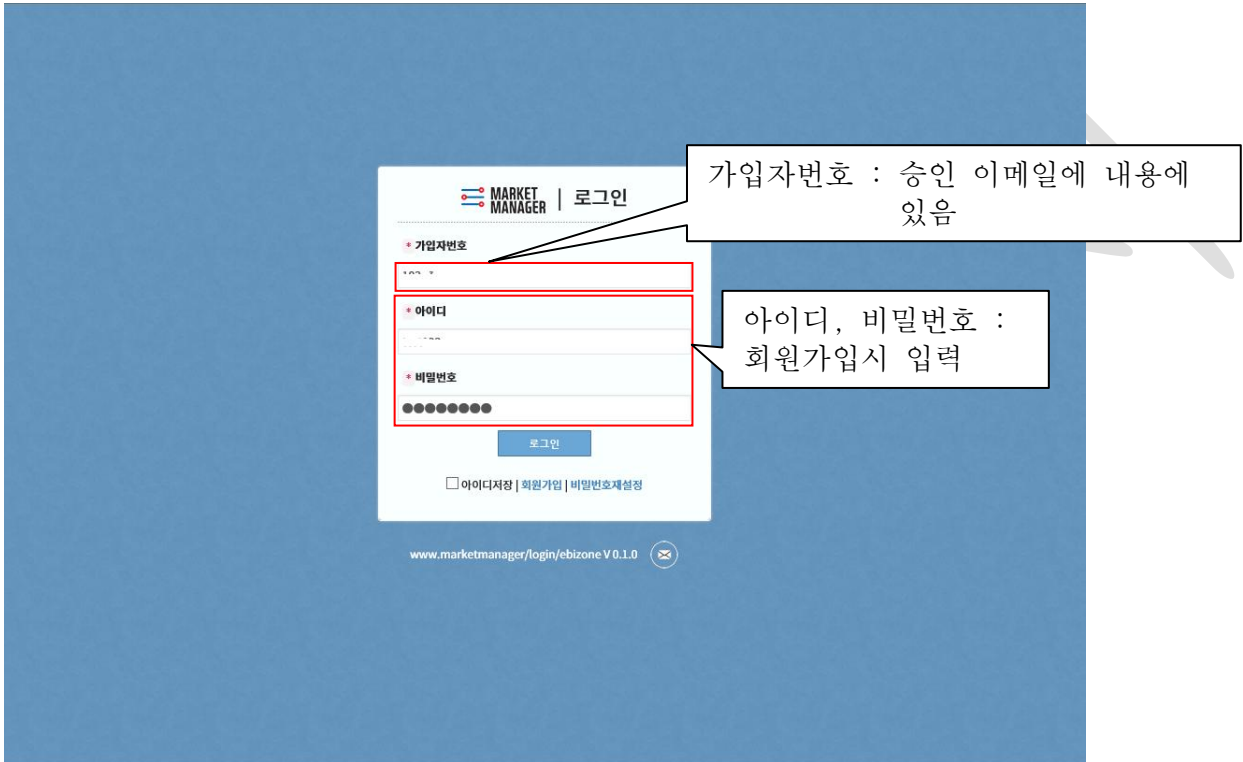 MARKET
MANAGER | 로그인
가입자번호 : 승인 이메일에 내용에
있음
* 가입자번호
* 아이디
아이디, 비밀번호 :
회원가입시 입력
* 비밀번호
●●●●●●●●
로그인
아이디저장 | 회원가입 | 비밀번호재설정
www.marketmanager/login/ebizone V 0.1.0